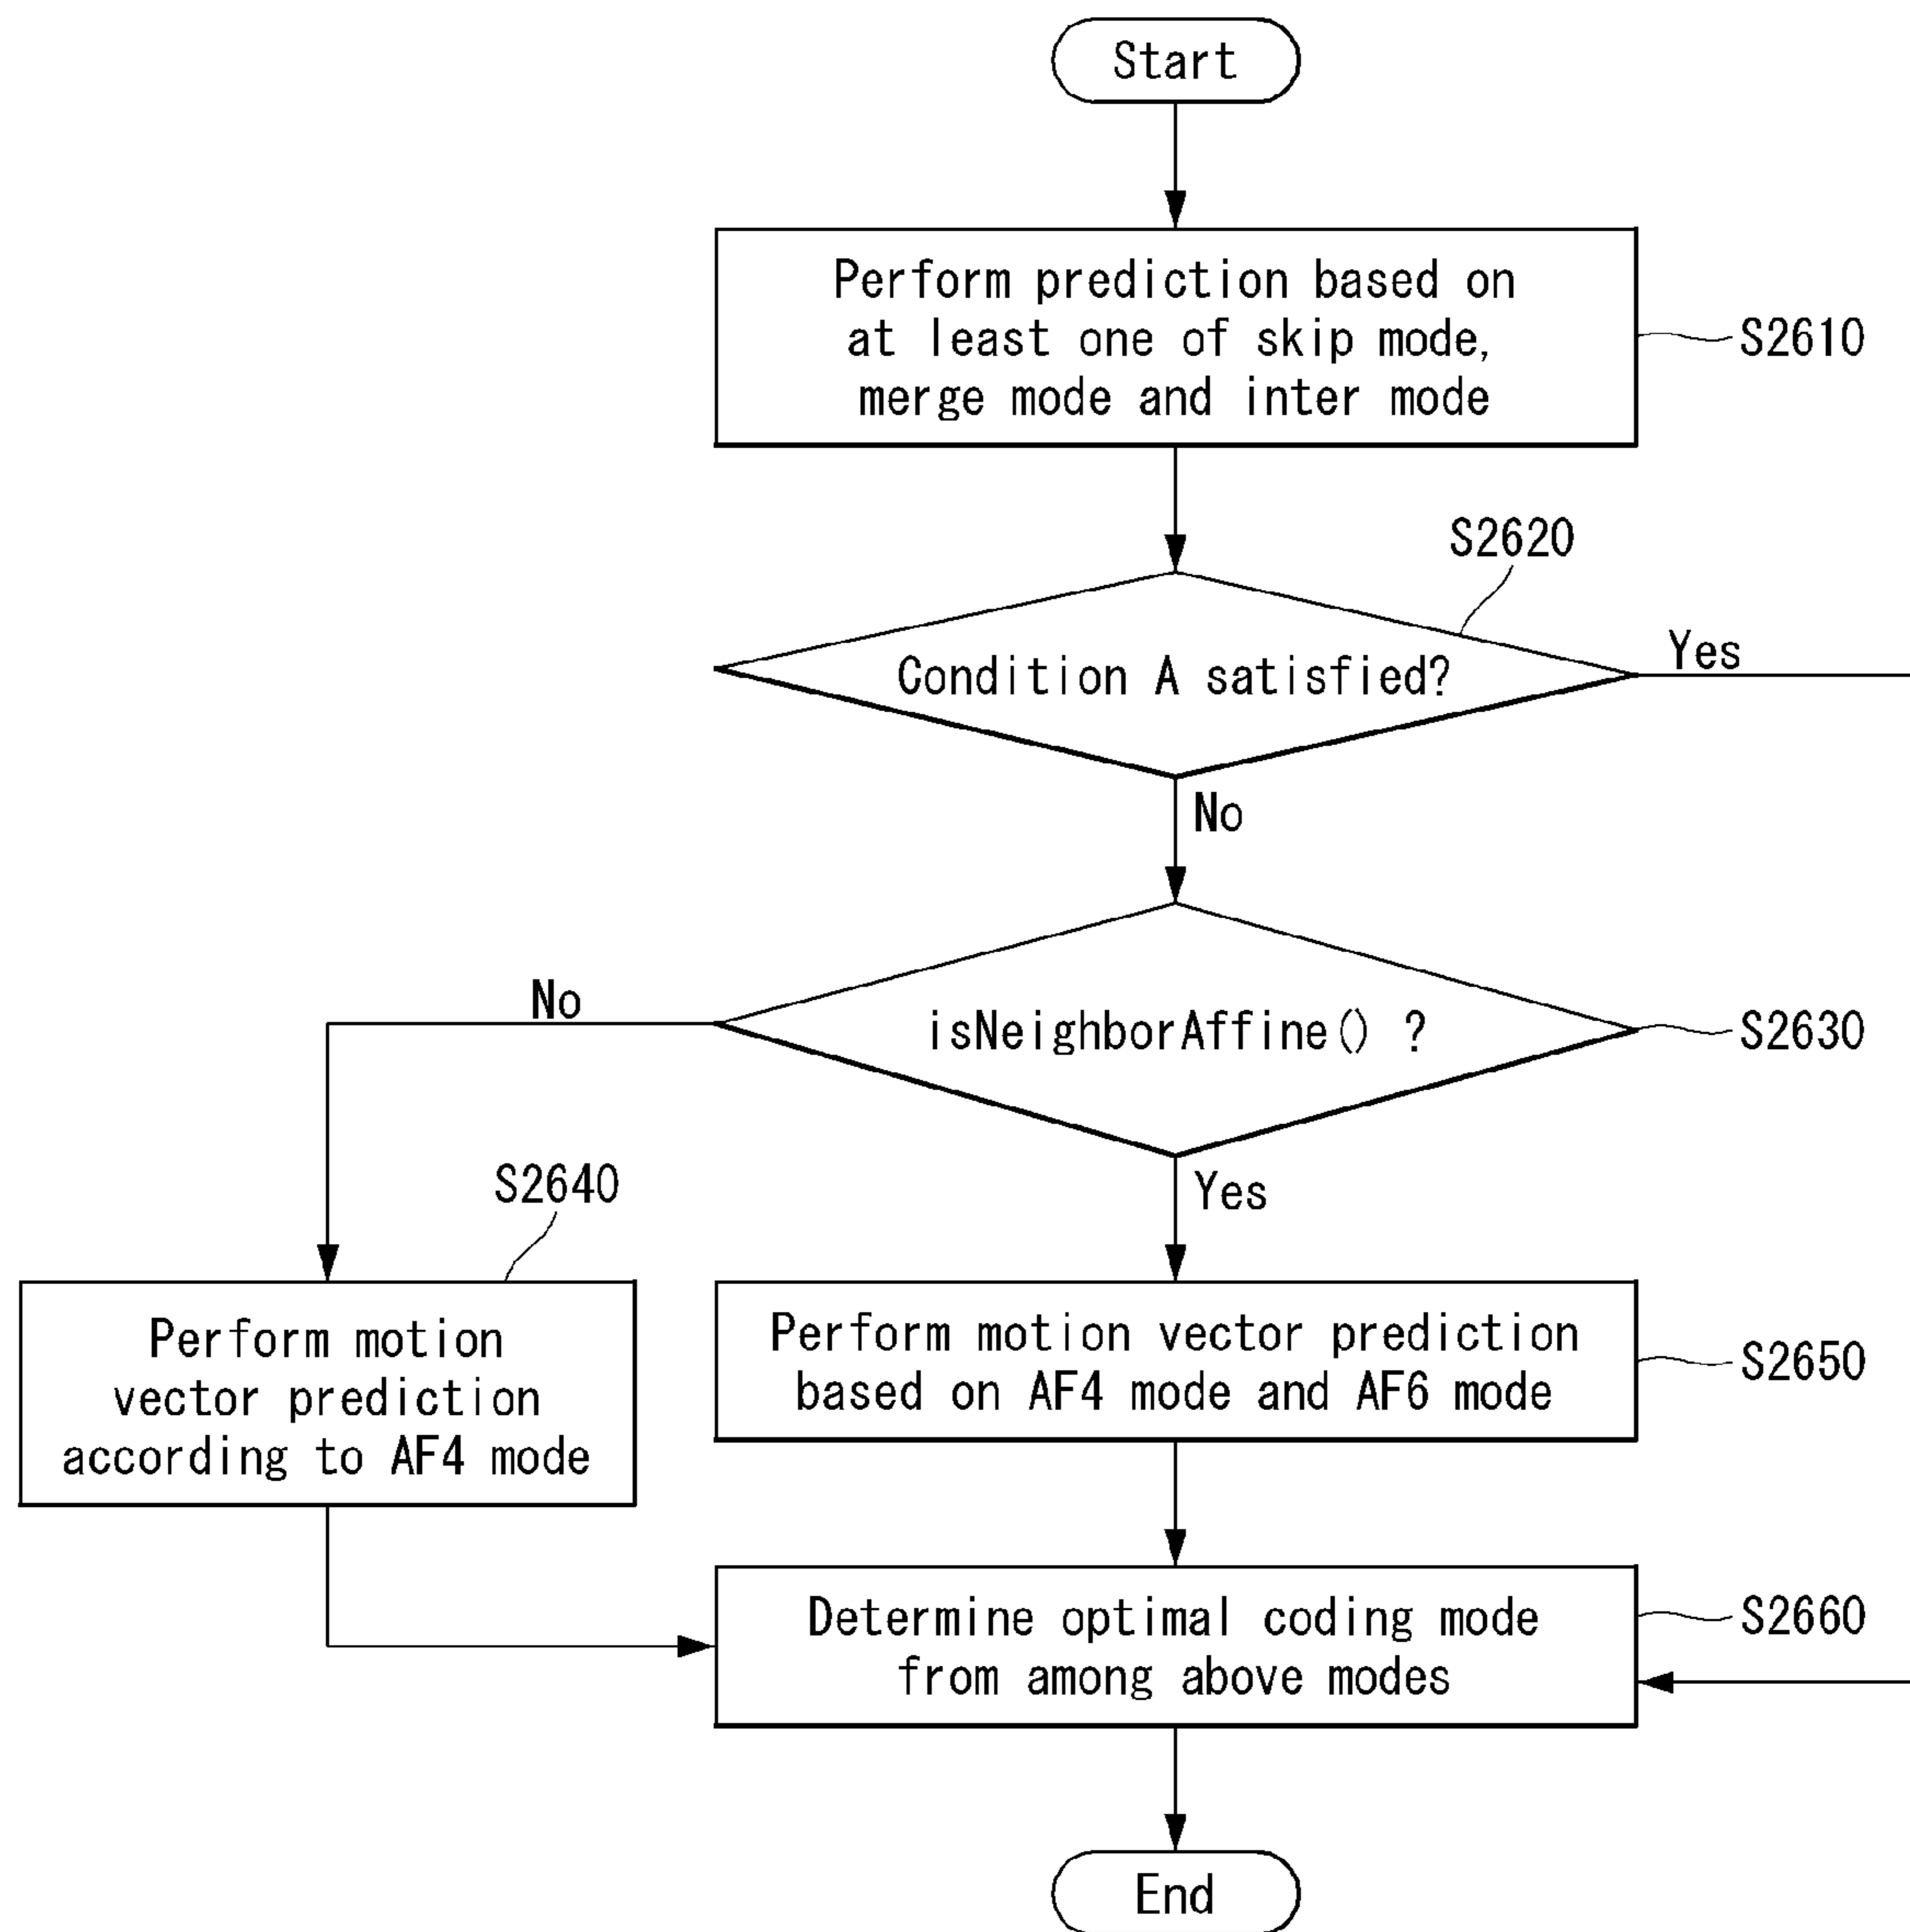 Start
Perform prediction based on
at least one of skip mode,
merge mode and inter mode
S2610
S2620
Condition A satisfied?
Yes
No
isNeighborAffine() ?
S2630
No
Yes
S2640
Perform motion
vector prediction
according to AF4 mode
Perform motion vector prediction
based on AF4 mode and AF6 mode
S2650
Determine optimal coding mode
from among above modes
S2660
End